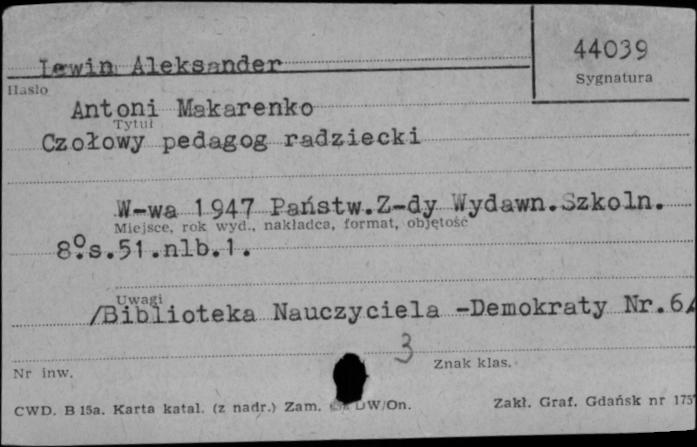 Lewin Aleksander
44039
Sygnatura
Hasło
Antoni Makarenko
Tytuł
Czołowy pedagog radziecki
W-wa 1947 Państw.Z-dy Wydawn.Szkoln.
Miejsce, rok wyd., nakładca, format, objętość
8°.s.51.nlb.1.
Uwagi
/Biblioteka Nauczyciela -Demokraty Nr.6/
3
Nr inw.
Znak klas.
CWD. B 15a. Karta katal. (z nadr.) Zam. DW/On.
Zakł. Graf. Gdańsk nr 175